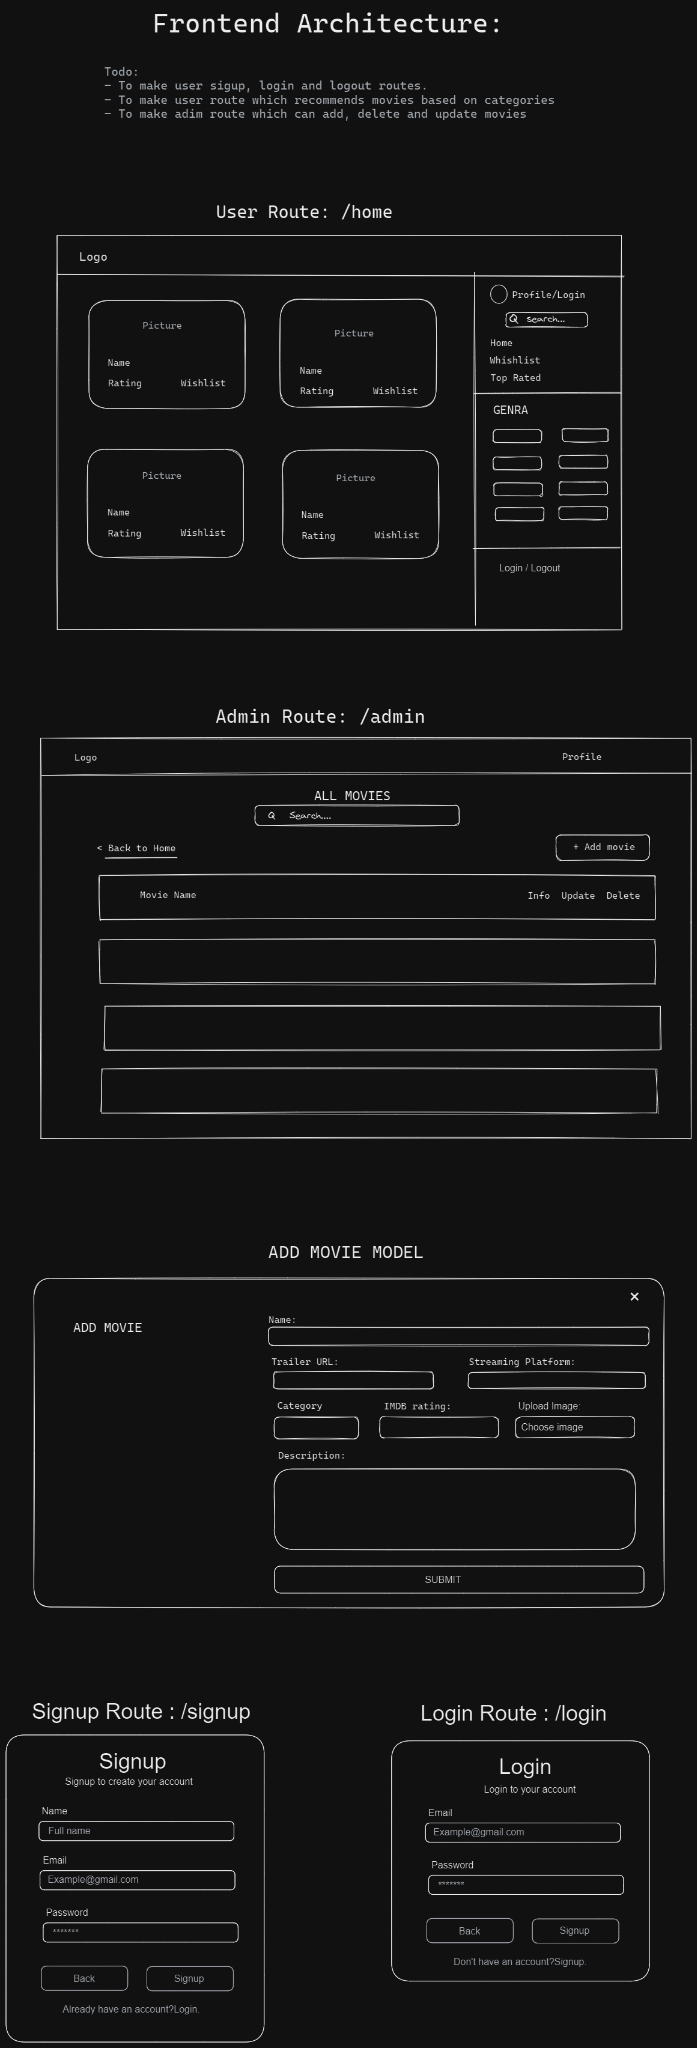 Frontend Architecture:
Todo:
- To make user sigup, login and logout routes.
- To make user route which recommends movies based on categories
- To make adim route which can add, delete and update movies
User Route: /home
Logo
Profile/Login
Search...
Home
Whishlist
Top Rated
Picture
Name
Rating Wishlist
Picture
Name
Rating Wishlist
GENRA
Picture
Name
Rating Wishlist
Picture
Name
Rating Wishlist
Login / Logout
Admin Route: /admin
Logo Profile
ALL MOVIES
Search....
< Back to Home + Add movie
Movie Name Info Update Delete
ADD MOVIE MODEL
×
ADD MOVIE
Name:
Trailer URL: Streaming Platform:
Category IMDB rating: Upload Image:
Choose image
Description:
SUBMIT
Signup Route : /signup
Signup
Signup to create your account
Name
Full name
Email
Example@gmail.com
Password
*******
Back Signup
Already have an account?Login.
Login Route : /login
Login
Login to your account
Email
Example@gmail.com
Password
*******
Back Signup
Don't have an account?Signup.